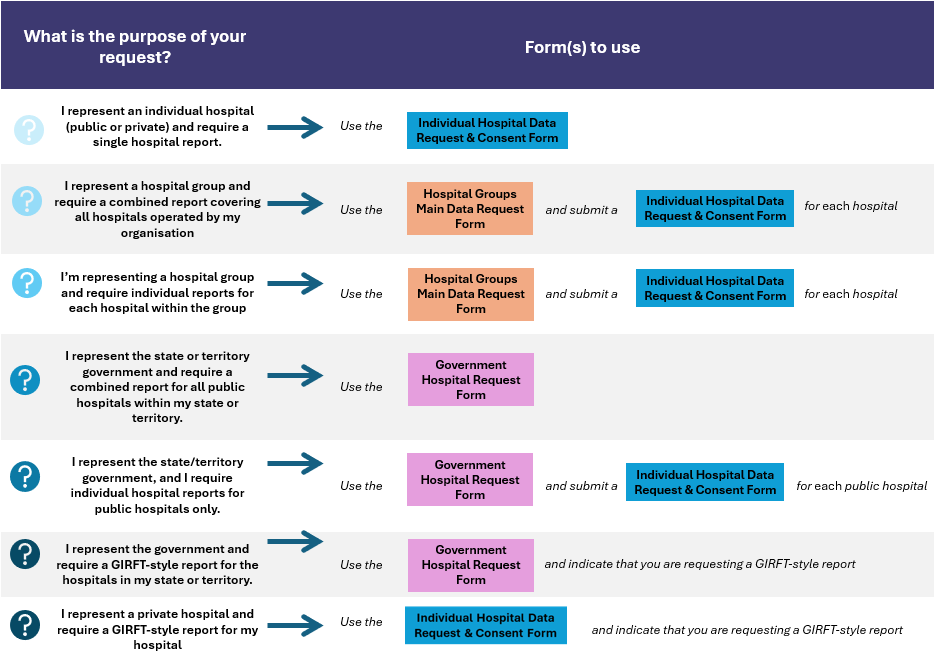 What is the purpose of your
request?
Form(s) to use
?
I represent an individual hospital
(public or private) and require a
single hospital report.
Use the
Individual Hospital Data
Request & Consent Form
?
I represent a hospital group and
require a combined report covering
all hospitals operated by my
organisation
Use the
Hospital Groups
Main Data Request
Form
and submit a
Individual Hospital Data
Request & Consent Form
for each hospital
?
I'm representing a hospital group
and require individual reports for
each hospital within the group
Use the
Hospital Groups
Main Data Request
Form
and submit a
Individual Hospital Data
Request & Consent Form
for each hospital
?
I represent the state or territory
government and require a
combined report for all public
hospitals within my state or
territory.
Use the
Government
Hospital Request
Form
?
I represent the state/territory
government, and I require
individual hospital reports for
public hospitals only.
Use the
Government
Hospital Request
Form
and submit a
Individual Hospital Data
Request & Consent Form
for each public hospital
?
I represent the government and
require a GIRFT-style report for the
hospitals in my state or territory.
Use the
Government
Hospital Request
Form
and indicate that you are requesting a GIRFT-style report
?
I represent a private hospital and
require a GIRFT-style report for my
hospital
Use the
Individual Hospital Data
Request & Consent Form
and indicate that you are requesting a GIRFT-style report